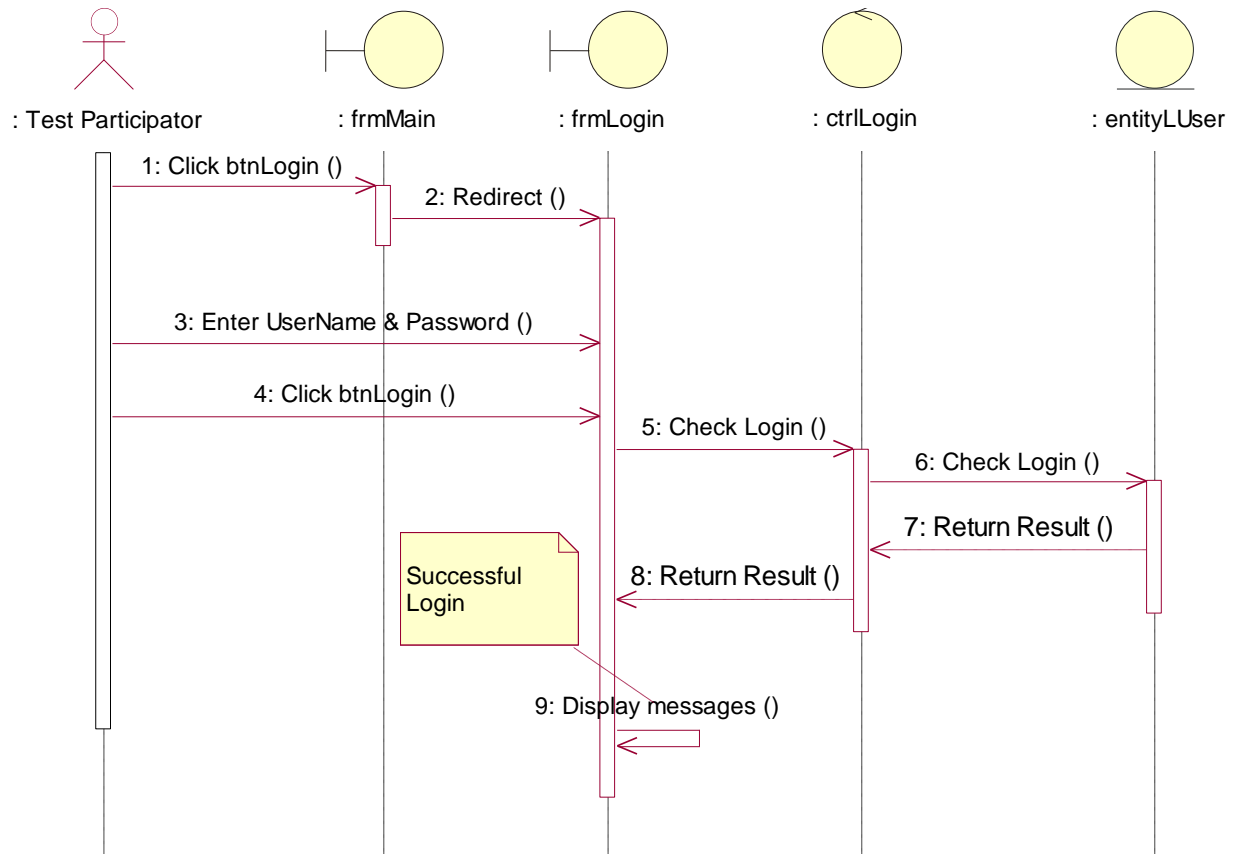 : Test Participator
: frmMain
: frmLogin
: ctrlLogin
: entityLUser
1: Click btnLogin ()
2: Redirect ()
3: Enter UserName & Password ()
4: Click btnLogin ()
5: Check Login ()
6: Check Login ()
7: Return Result ()
8: Return Result ()
Successful
Login
9: Display messages ()